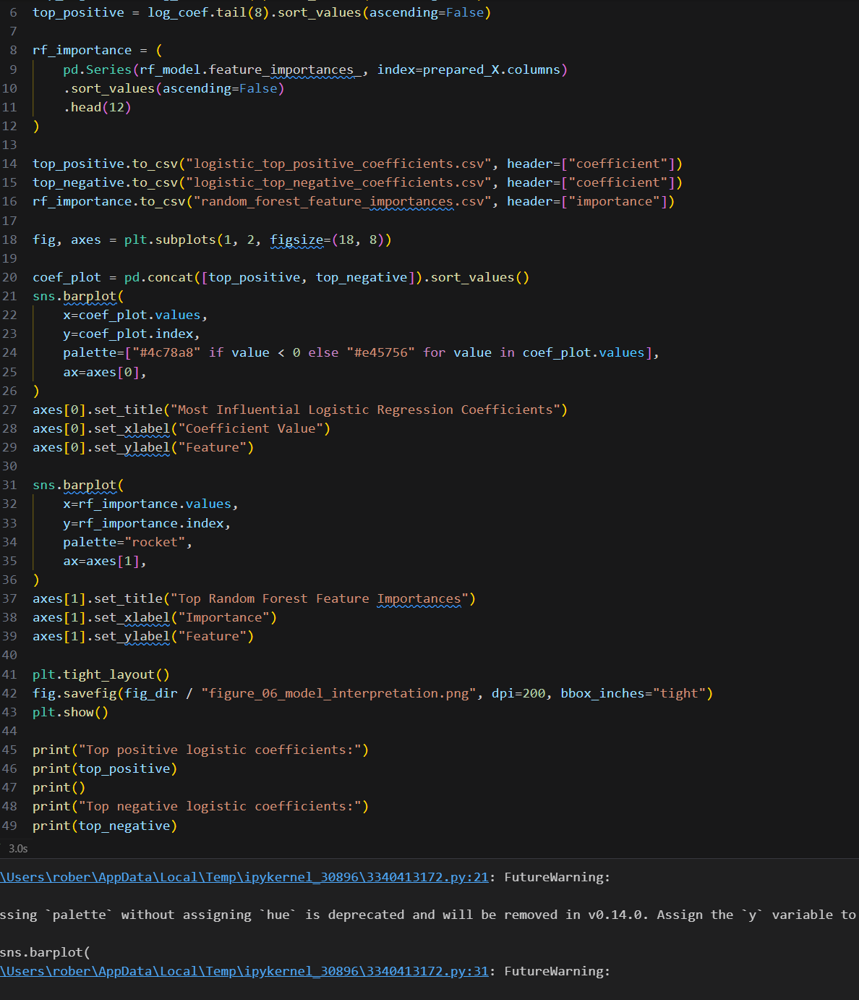 6 top_positive = log_coef.tail(8).sort_values(ascending=False)
7
8 rf_importance = (
9     pd.Series(rf_model.feature_importances_, index=prepared_X.columns)
10     .sort_values(ascending=False)
11     .head(12)
12 )
13
14 top_positive.to_csv("logistic_top_positive_coefficients.csv", header=["coefficient"])
15 top_negative.to_csv("logistic_top_negative_coefficients.csv", header=["coefficient"])
16 rf_importance.to_csv("random_forest_feature_importances.csv", header=["importance"])
17
18 fig, axes = plt.subplots(1, 2, figsize=(18, 8))
19
20 coef_plot = pd.concat([top_positive, top_negative]).sort_values()
21 sns.barplot(
22     x=coef_plot.values,
23     y=coef_plot.index,
24     palette=["#4c78a8" if value < 0 else "#e45756" for value in coef_plot.values],
25     ax=axes[0],
26 )
27 axes[0].set_title("Most Influential Logistic Regression Coefficients")
28 axes[0].set_xlabel("Coefficient Value")
29 axes[0].set_ylabel("Feature")
30
31 sns.barplot(
32     x=rf_importance.values,
33     y=rf_importance.index,
34     palette="rocket",
35     ax=axes[1],
36 )
37 axes[1].set_title("Top Random Forest Feature Importances")
38 axes[1].set_xlabel("Importance")
39 axes[1].set_ylabel("Feature")
40
41 plt.tight_layout()
42 fig.savefig(fig_dir / "figure_06_model_interpretation.png", dpi=200, bbox_inches="tight")
43 plt.show()
44
45 print("Top positive logistic coefficients:")
46 print(top_positive)
47 print()
48 print("Top negative logistic coefficients:")
49 print(top_negative)
3.0s
\Users\rober\AppData\Local\Temp\ipykernel_30896\3340413172.py:21: FutureWarning:
ssing `palette` without assigning `hue` is deprecated and will be removed in v0.14.0. Assign the `y` variable to
sns.barplot(
\Users\rober\AppData\Local\Temp\ipykernel_30896\3340413172.py:31: FutureWarning: